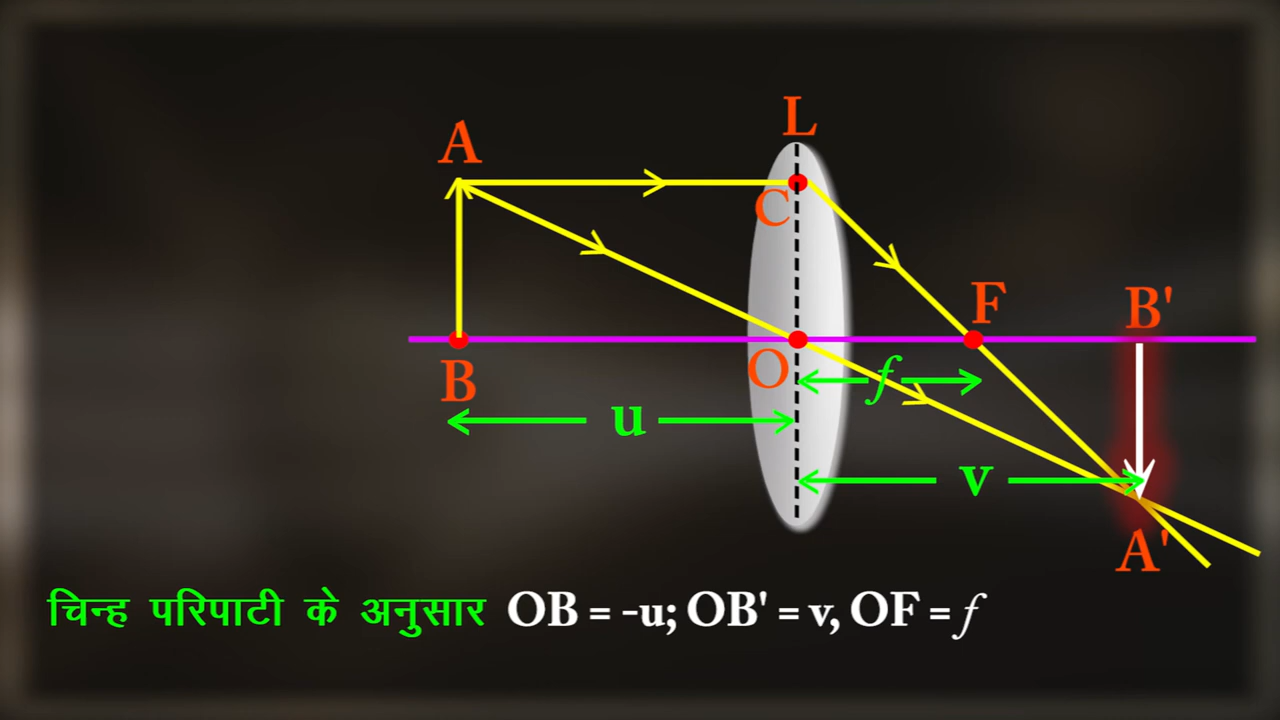 L
A
C
F
B'
B
O
f
u
v
A'
चिन्ह परिपाटी के अनुसार OB = -u; OB' = v, OF = f